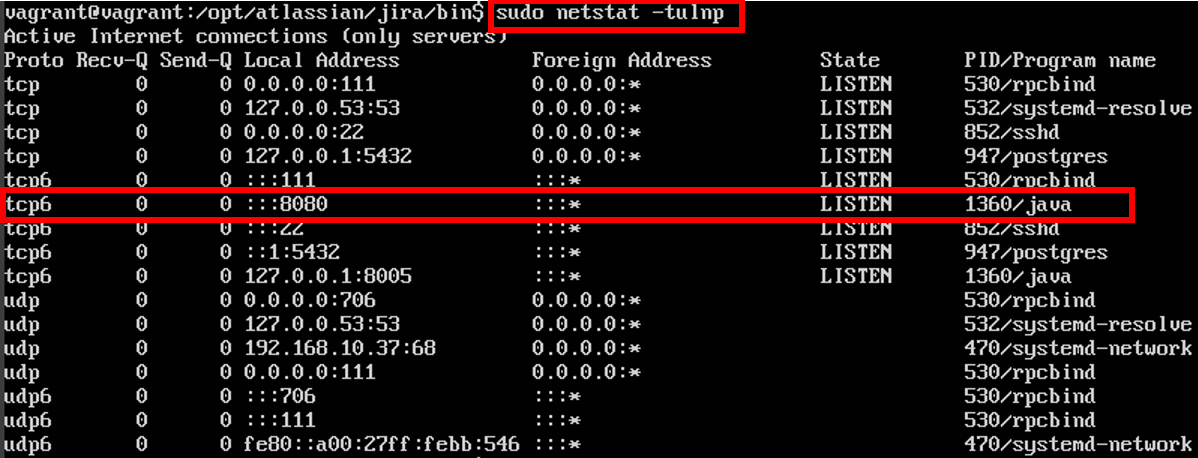 vagrant@vagrant:/opt/atlassian/jira/bin$ sudo netstat -tulnp
Active Internet connections (only servers)
Proto Recv-Q Send-Q Local Address           Foreign Address         State       PID/Program name
tcp        0      0 0.0.0.0:111             0.0.0.0:*               LISTEN      530/rpcbind
tcp        0      0 127.0.0.53:53           0.0.0.0:*               LISTEN      532/systemd-resolve
tcp        0      0 0.0.0.0:22              0.0.0.0:*               LISTEN      852/sshd
tcp        0      0 127.0.0.1:5432          0.0.0.0:*               LISTEN      947/postgres
tcp6       0      0 :::111                  :::*                    LISTEN      530/rpcbind
tcp6       0      0 :::8080                 :::*                    LISTEN      1360/java
tcp6       0      0 :::22                   :::*                    LISTEN      852/sshd
tcp6       0      0 ::1:5432                :::*                    LISTEN      947/postgres
tcp6       0      0 127.0.0.1:8005          :::*                    LISTEN      1360/java
udp        0      0 0.0.0.0:706             0.0.0.0:*                           530/rpcbind
udp        0      0 127.0.0.53:53           0.0.0.0:*                           532/systemd-resolve
udp        0      0 192.168.10.37:68        0.0.0.0:*                           470/systemd-network
udp        0      0 0.0.0.0:111             0.0.0.0:*                           530/rpcbind
udp6       0      0 :::706                  :::*                                530/rpcbind
udp6       0      0 :::111                  :::*                                530/rpcbind
udp6       0      0 fe80::a00:27ff:febb:546 :::*                                470/systemd-network